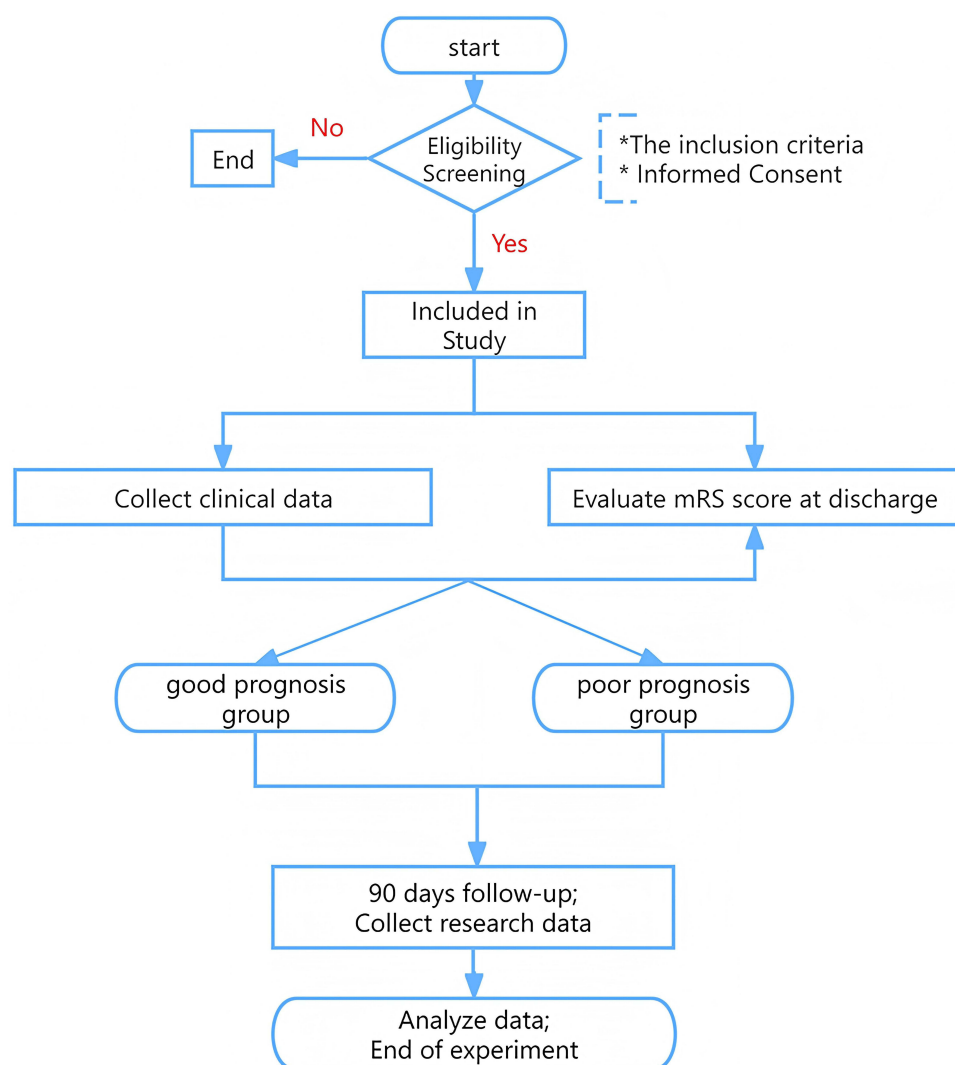 start
No
End
Eligibility
Screening
*The inclusion criteria
* Informed Consent
Yes
Included in
Study
Collect clinical data
Evaluate mRS score at discharge
good prognosis
group
poor prognosis
group
90 days follow-up;
Collect research data
Analyze data;
End of experiment